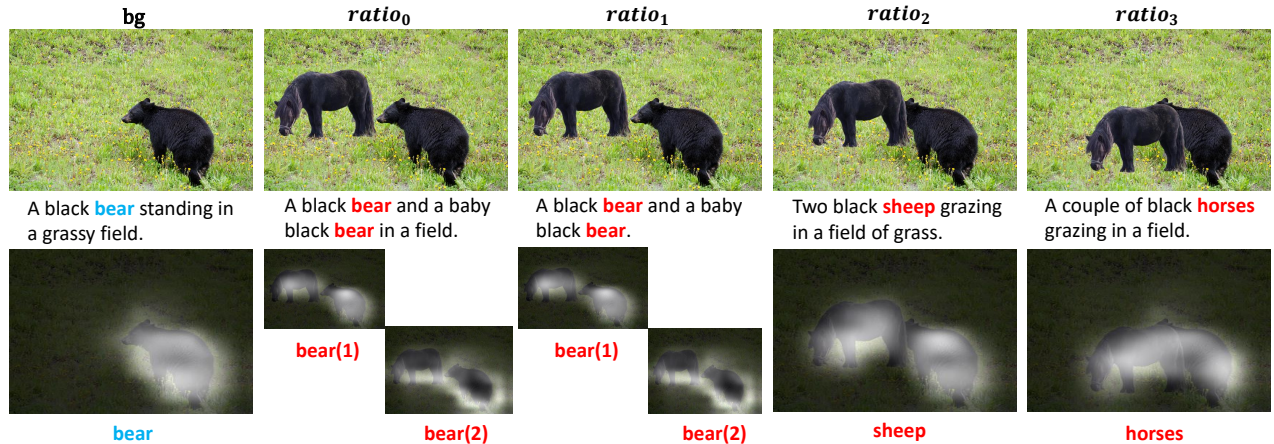 bg
ratio₀
ratio₁
ratio₂
ratio₃
A black bear standing in
a grassy field.
A black bear and a baby
black bear in a field.
A black bear and a baby
black bear.
Two black sheep grazing
in a field of grass.
A couple of black horses
grazing in a field.
bear
bear(1)
bear(2)
bear(1)
bear(2)
sheep
horses